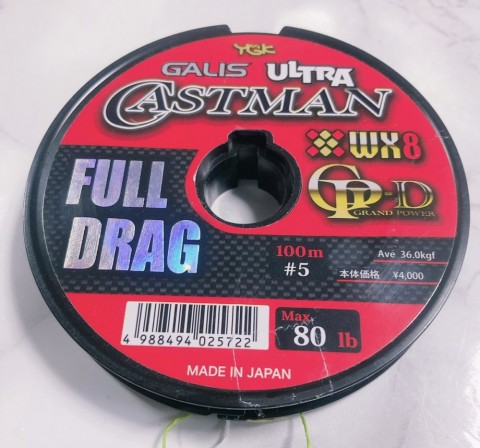 YGK
GALIS ULTRA
CASTMAN
WX8
GP-D
GRAND POWER
FULL
DRAG
100m
#5
Ave 36.0kgf
本体価格 ¥4,000
Max
80 lb
4 988494 025722
MADE IN JAPAN